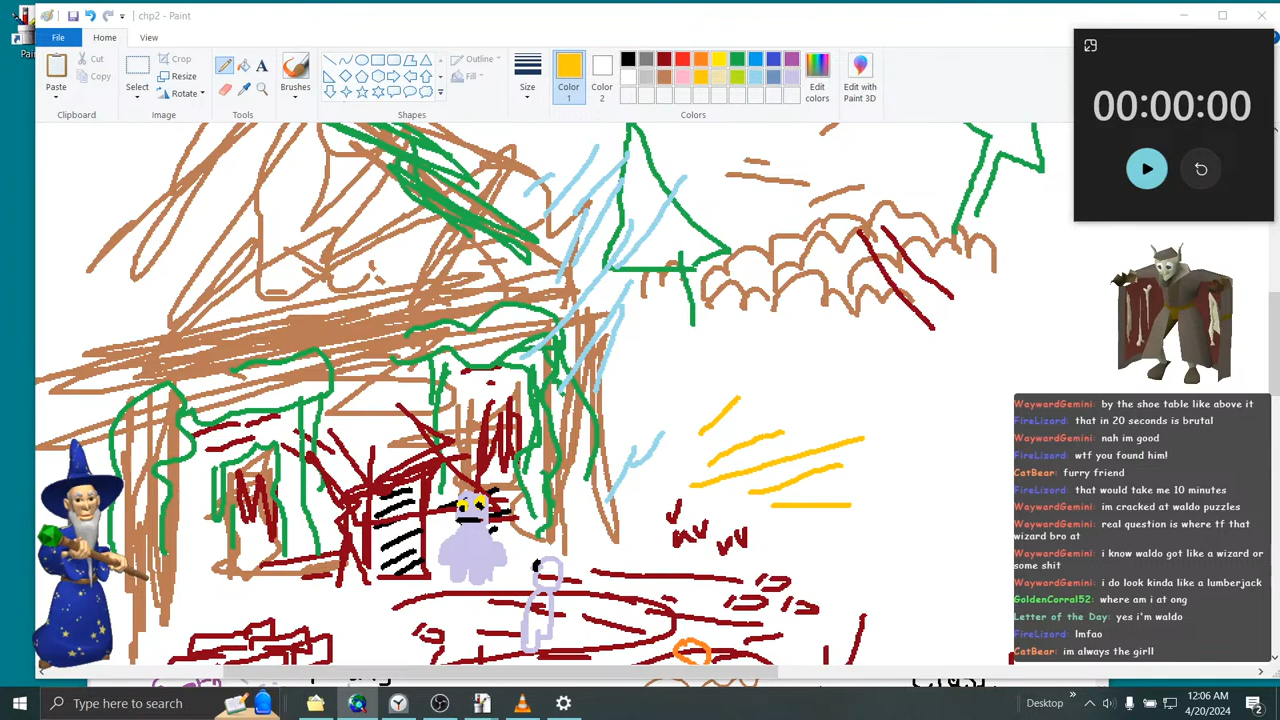 chp2 - Paint
File
Home
View
Paste
Cut
Copy
Clipboard
Select
Crop
Resize
Rotate
Image
A
Tools
Brushes
Outline
Fill
Shapes
Size
Color 1
Color 2
Edit colors
Colors
Edit with Paint 3D
Pain
00:00:00
WaywardGemini: by the shoe table like above it
FireLizard: that in 20 seconds is brutal
WaywardGemini: nah im good
FireLizard: wtf you found him!
CatBear: furry friend
FireLizard: that would take me 10 minutes
WaywardGemini: im cracked at waldo puzzles
WaywardGemini: real question is where tf that
wizard bro at
WaywardGemini: i know waldo got like a wizard or
some shit
WaywardGemini: i do look kinda like a lumberjack
GoldenCorral52: where am i at ong
Letter of the Day: yes i'm waldo
FireLizard: lmfao
CatBear: im always the girll
Type here to search
Desktop
12:06 AM
4/20/2024
2